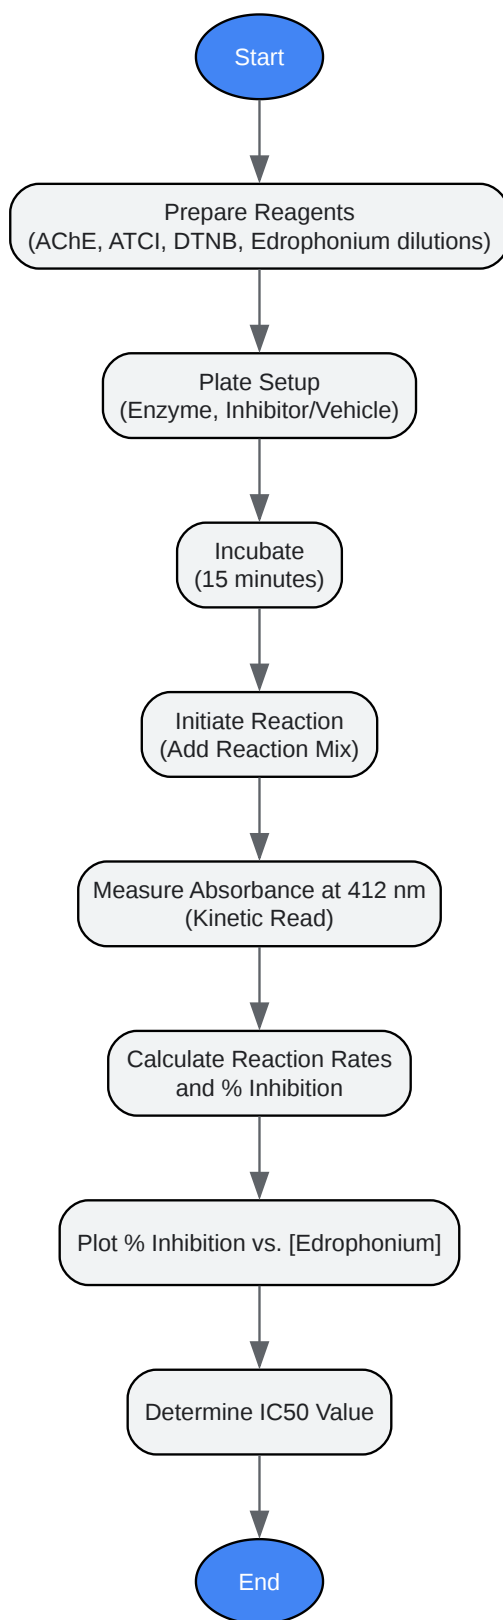 Start
Prepare Reagents
(AChE, ATCI, DTNB, Edrophonium dilutions)
Plate Setup
(Enzyme, Inhibitor/Vehicle)
Incubate
(15 minutes)
Initiate Reaction
(Add Reaction Mix)
Measure Absorbance at 412 nm
(Kinetic Read)
Calculate Reaction Rates
and % Inhibition
Plot % Inhibition vs. [Edrophonium]
Determine IC50 Value
End